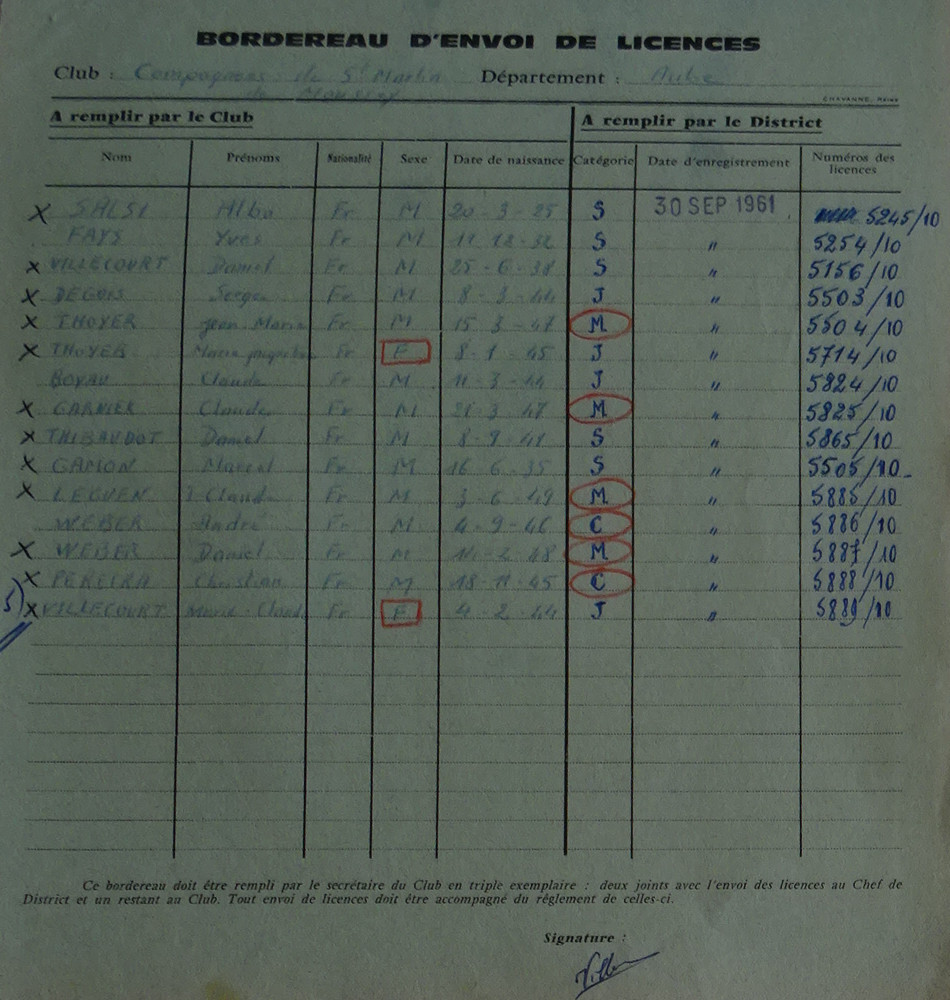 BORDEREAU D'ENVOI DE LICENCES
Club : Compagnons de St Martin Département : Aube
de
CHAVANNE, REIMS
A remplir par le Club A remplir par le District
Nom Prénoms Nationalité Sexe Date de naissance Catégorie Date d'enregistrement Numéros des licences
X SALSI Alba Fr M 20-3-25 S 30 SEP 1961 5245/10
FAYS Yves Fr M 11-12-32 S " 5254/10
X VILLECOURT Daniel Fr M 25-6-38 S " 5156/10
X DEGOIS Serge Fr M 8-3-44 J " 5503/10
X THOYER Jean-Marie Fr M 15 3-47 M " 5504/10
X THOYER Marie Fr F 8-1-45 J " 5714/10
Claude Fr M 11-3-44 J " 5824/10
X GARNIER Claude Fr M 21-3-47 M " 5825/10
X THIBAUDOT Daniel Fr M S " 5865/10
X GAMON Marcel Fr M 16-6-35 S " 5505/10
X LEGUEN J. Claude Fr M 3-6-49 M " 5885/10
WEBER André Fr M 4-9-46 C " 5886/10
X WEBER Daniel Fr M M " 5887/10
X PEREIRA Christian Fr M 18-11-45 C " 5888/10
5) X VILLECOURT Marie-Claude Fr F 4-2-44 J " 5889/10
Ce bordereau doit être rempli par le secrétaire du Club en triple exemplaire : deux joints avec l'envoi des licences au Chef de
District et un restant au Club. Tout envoi de licences doit être accompagné du règlement de celles-ci.
Signature :